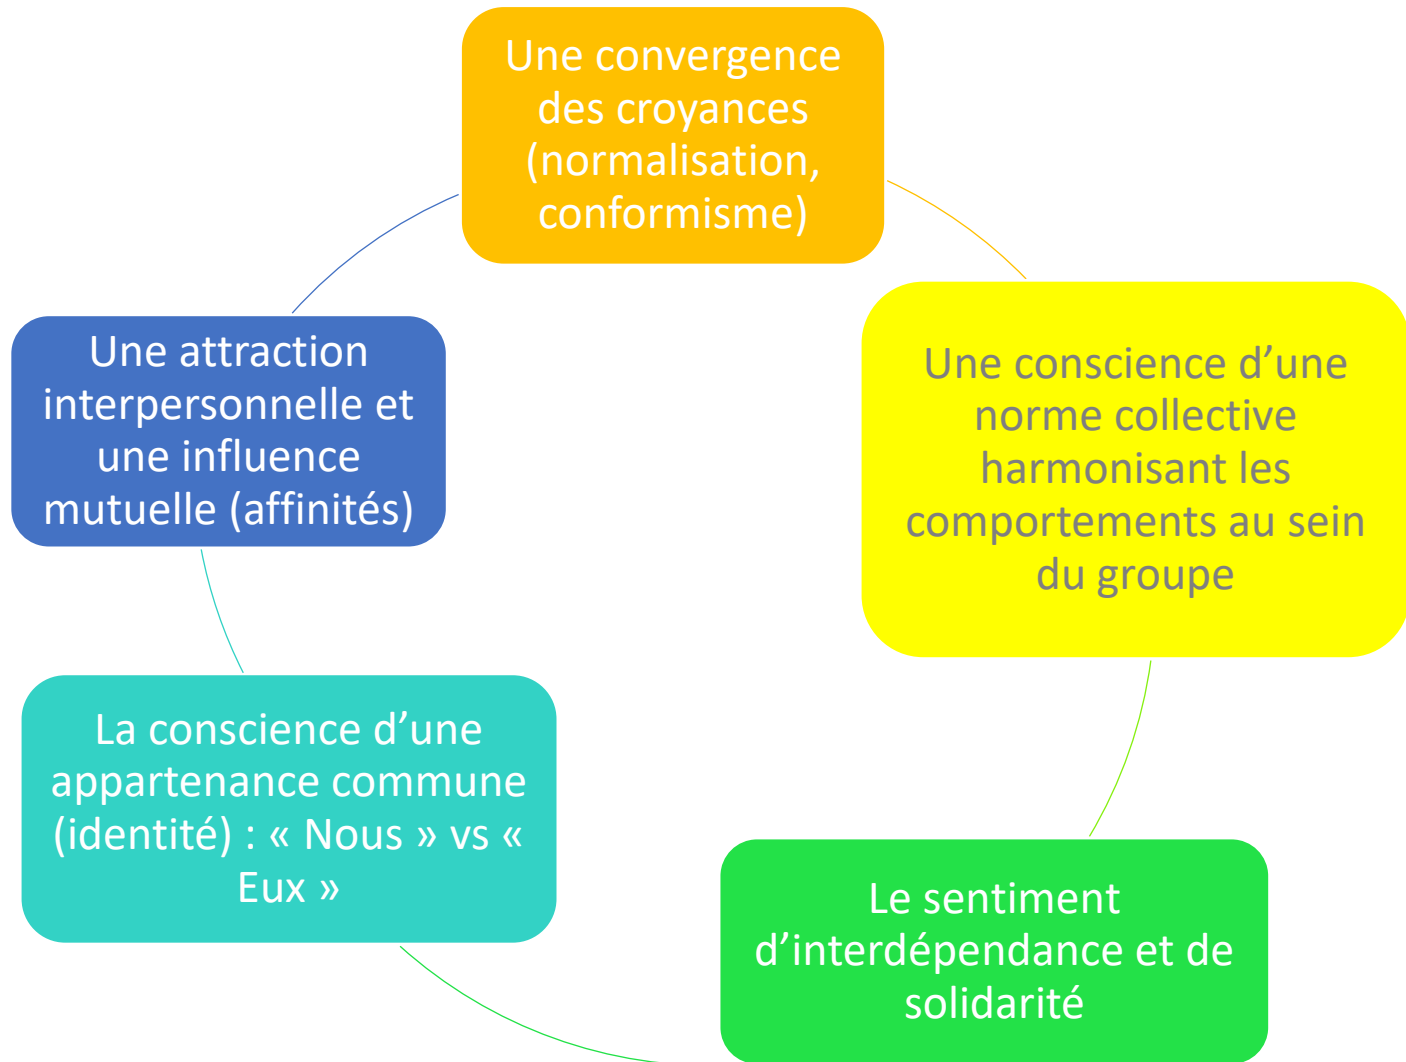 Une convergence
des croyances
(normalisation,
conformisme)
Une conscience d’une
norme collective
harmonisant les
comportements au sein
du groupe
Le sentiment
d’interdépendance et de
solidarité
La conscience d’une
appartenance commune
(identité) : « Nous » vs «
Eux »
Une attraction
interpersonnelle et
une influence
mutuelle (affinités)